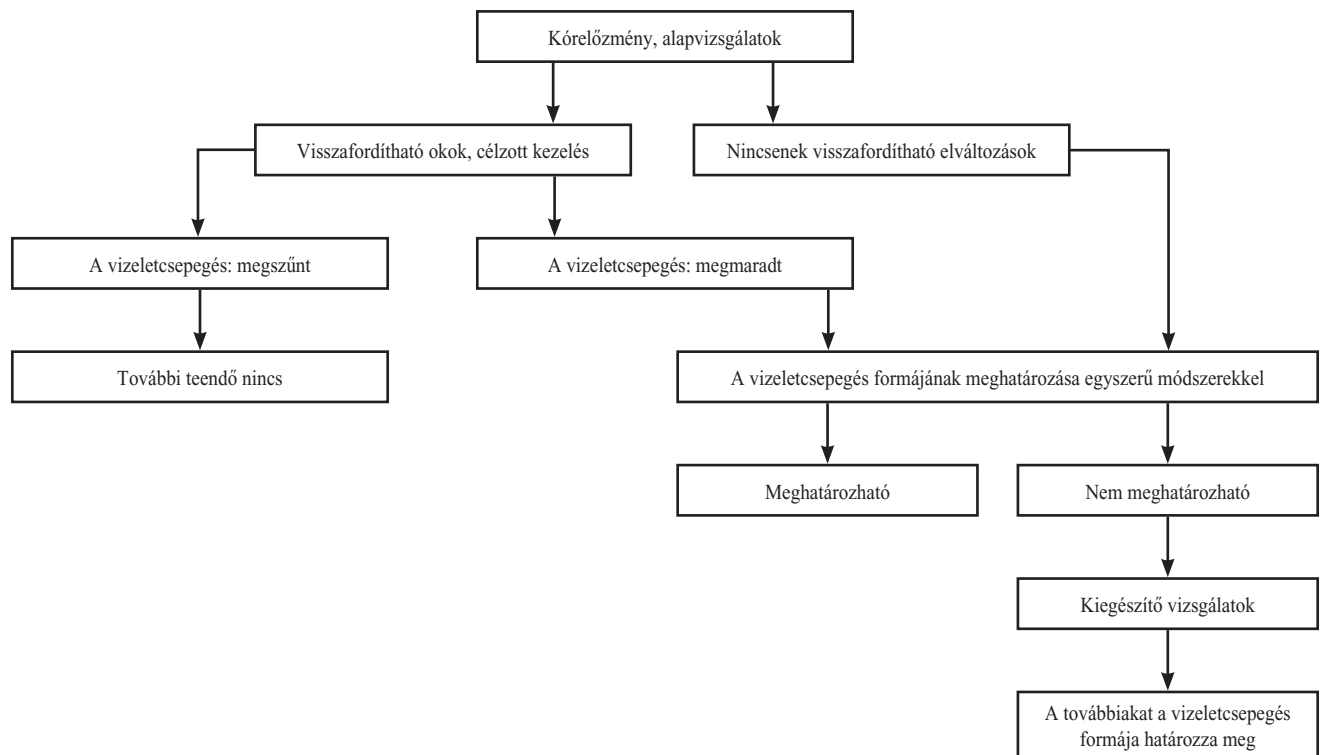 Kórelőzmény, alapvizsgálatok
Visszafordítható okok, célzott kezelés
Nincsenek visszafordítható elváltozások
A vizeletcsepegés: megszűnt
A vizeletcsepegés: megmaradt
További teendő nincs
A vizeletcsepegés formájának meghatározása egyszerű módszerekkel
Meghatározható
Nem meghatározható
Kiegészítő vizsgálatok
A továbbiakat a vizeletcsepegés
formája határozza meg